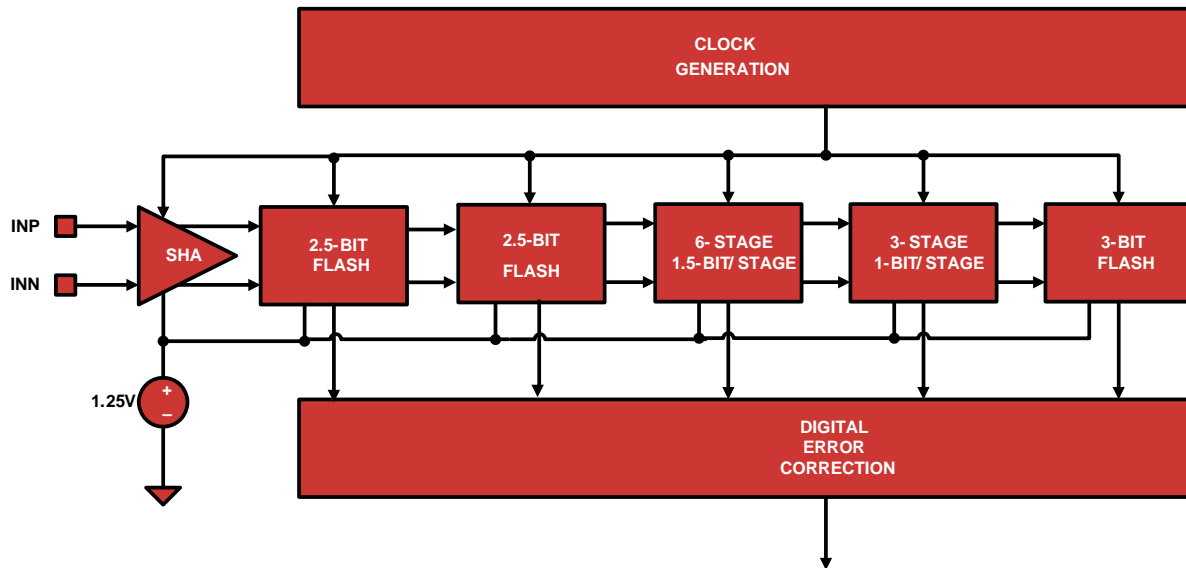 CLOCK
GENERATION
INP
INN
SHA
2.5-BIT
FLASH
2.5-BIT
FLASH
6- STAGE
1.5-BIT/ STAGE
3- STAGE
1-BIT/ STAGE
3-BIT
FLASH
1.25V
+
–
DIGITAL
ERROR
CORRECTION